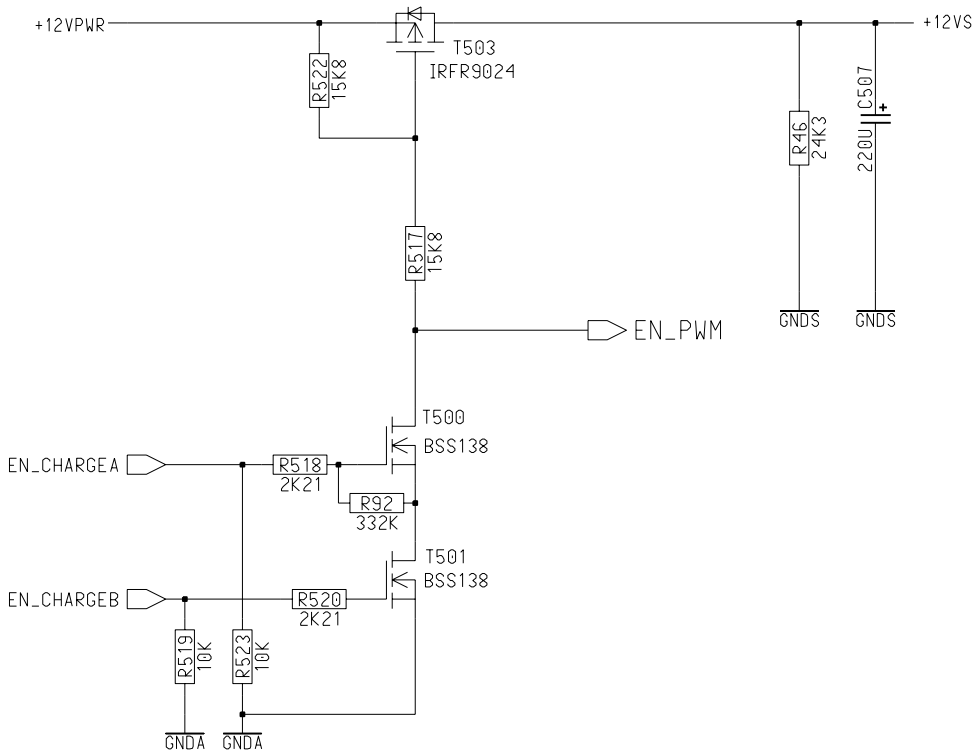 +12VPWR
+12VS
T503
IRFR9024
R522
15K8
R46
24K3
C507
220U
+
R517
15K8
GNDS
GNDS
EN_PWM
T500
BSS138
EN_CHARGEA
R518
2K21
R92
332K
T501
BSS138
EN_CHARGEB
R520
2K21
R519
10K
R523
10K
GNDA
GNDA